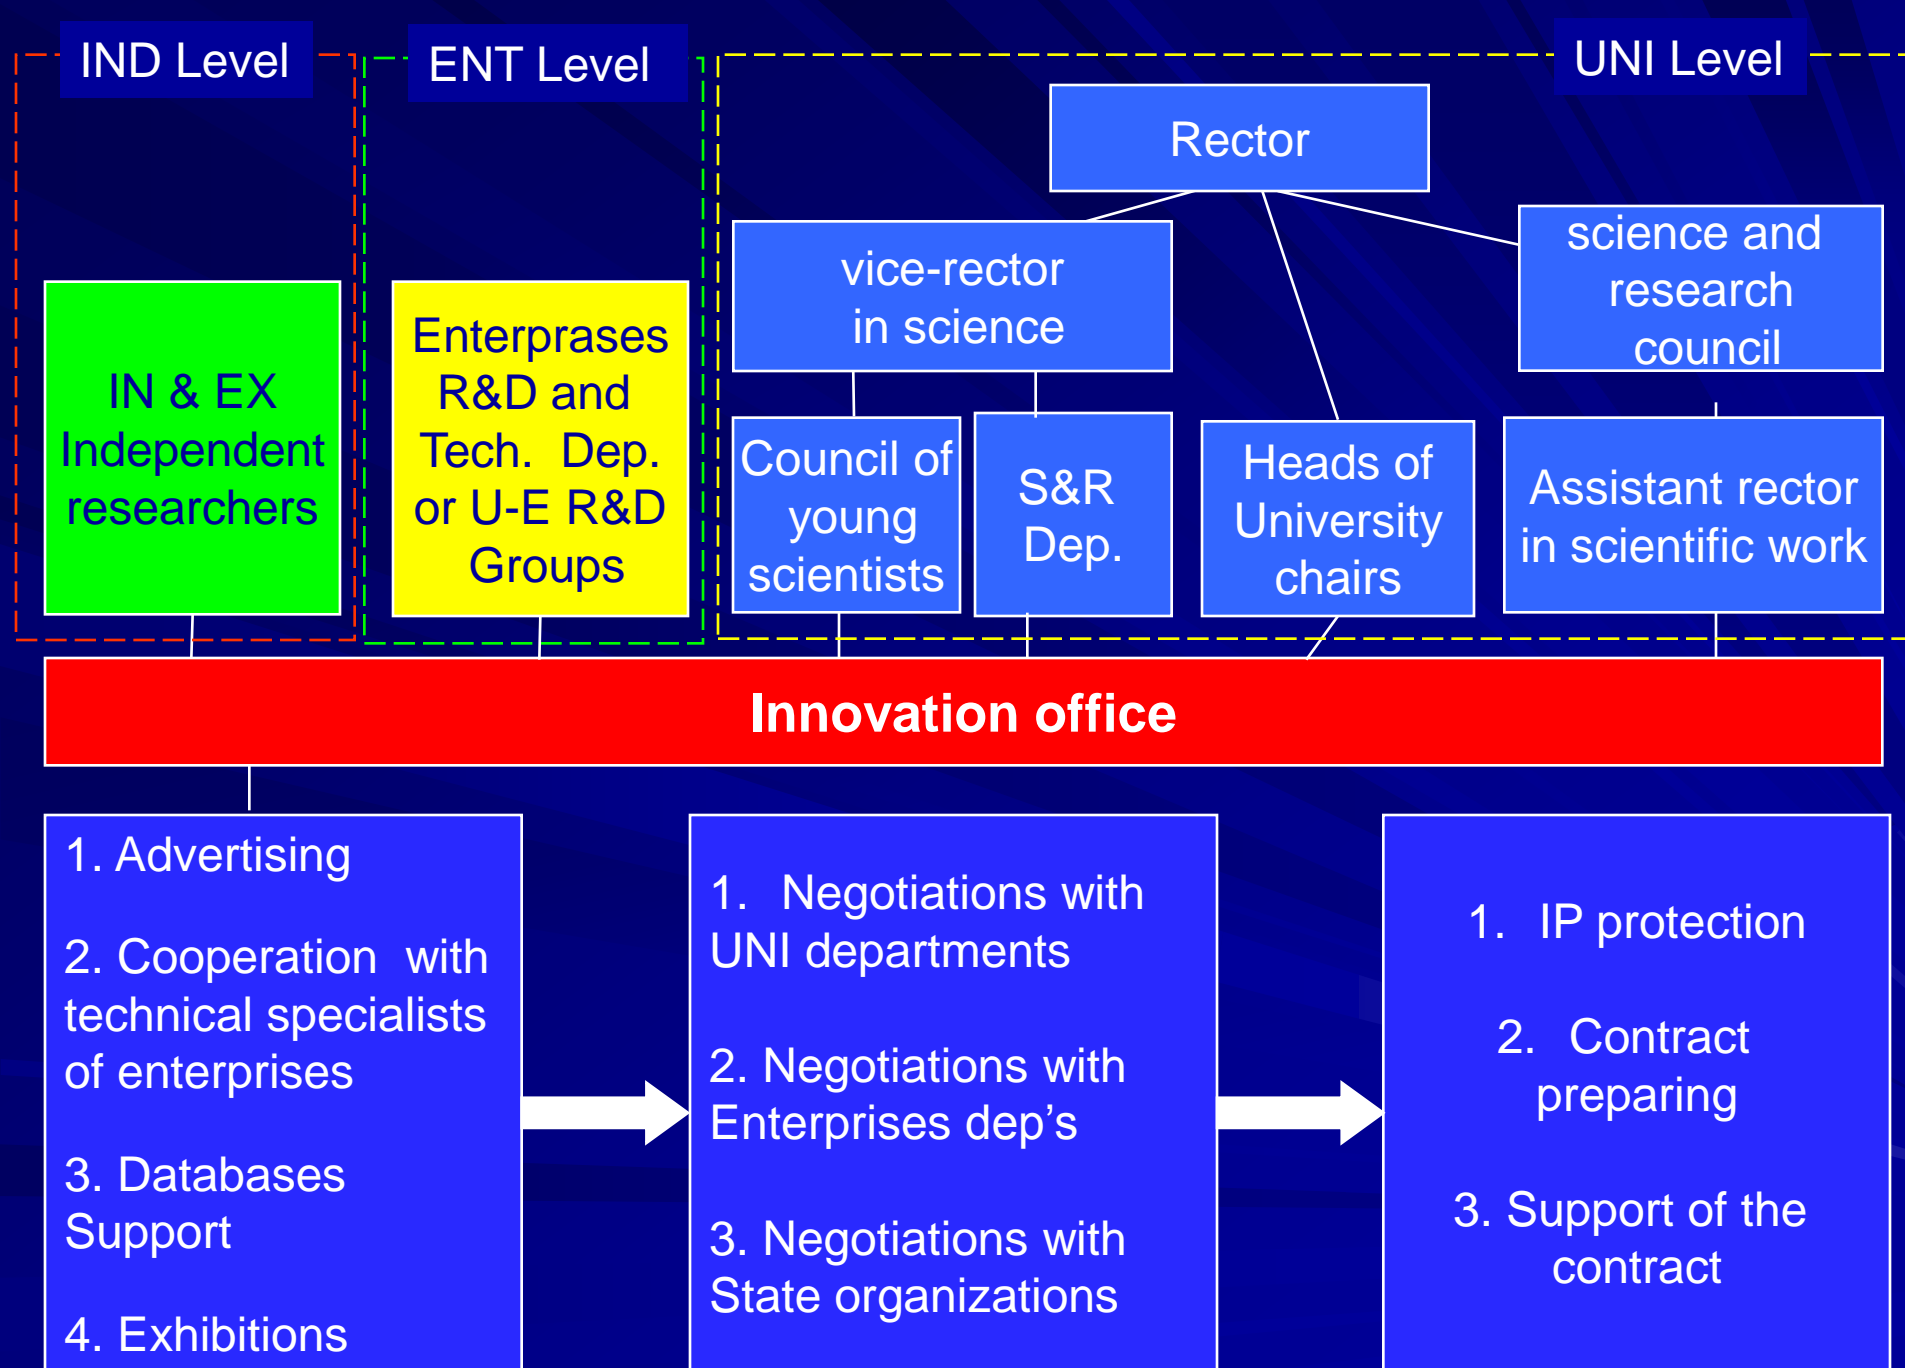 IND Level
ENT Level
UNI Level
Rector
vice-rector
in science
science and
research
council
IN & EX
Independent
researchers
Enterprases
R&D and
Tech. Dep.
or U-E R&D
Groups
Council of
young
scientists
S&R
Dep.
Heads of
University
chairs
Assistant rector
in scientific work
Innovation office
1. Advertising
2. Cooperation with
technical specialists
of enterprises
3. Databases
Support
4. Exhibitions
1. Negotiations with
UNI departments
2. Negotiations with
Enterprises dep’s
3. Negotiations with
State organizations
1. IP protection
2. Contract
preparing
3. Support of the
contract